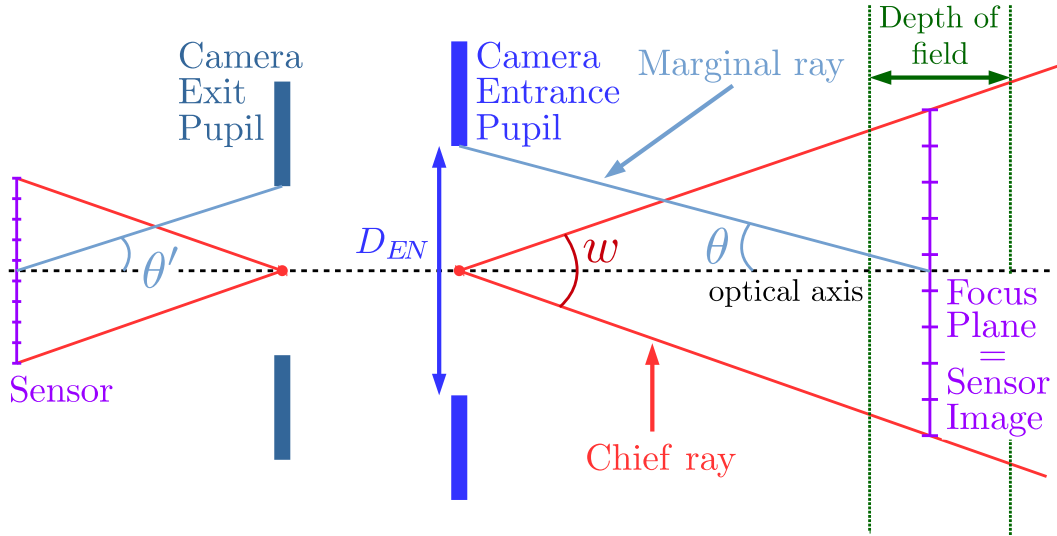 Camera
Exit
Pupil
Camera
Entrance
Pupil
Marginal ray
Depth of
field
D_EN
θ′
w
θ
optical axis
Focus
Plane
=
Sensor
Image
Sensor
Chief ray